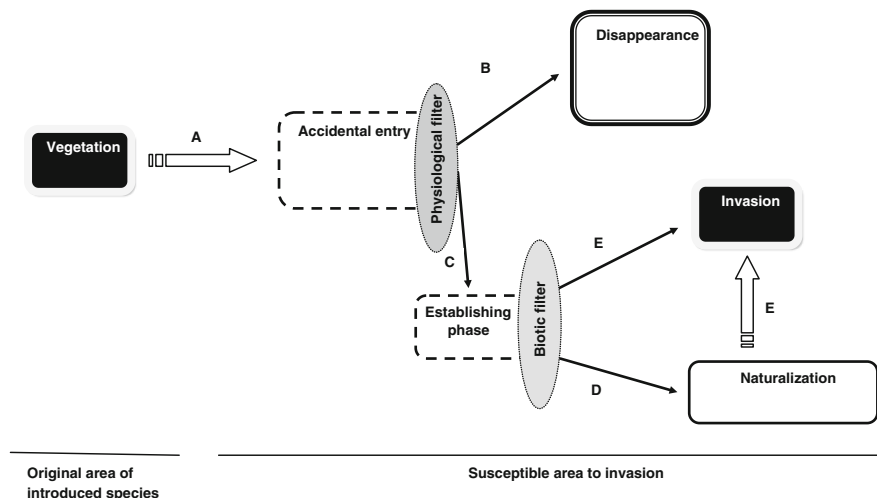 Disappearance
B
A
Accidental entry
Vegetation
Physiological filter
Invasion
C
E
Establishing
phase
Biotic filter
E
D
Naturalization
Original area of
introduced species
Susceptible area to invasion